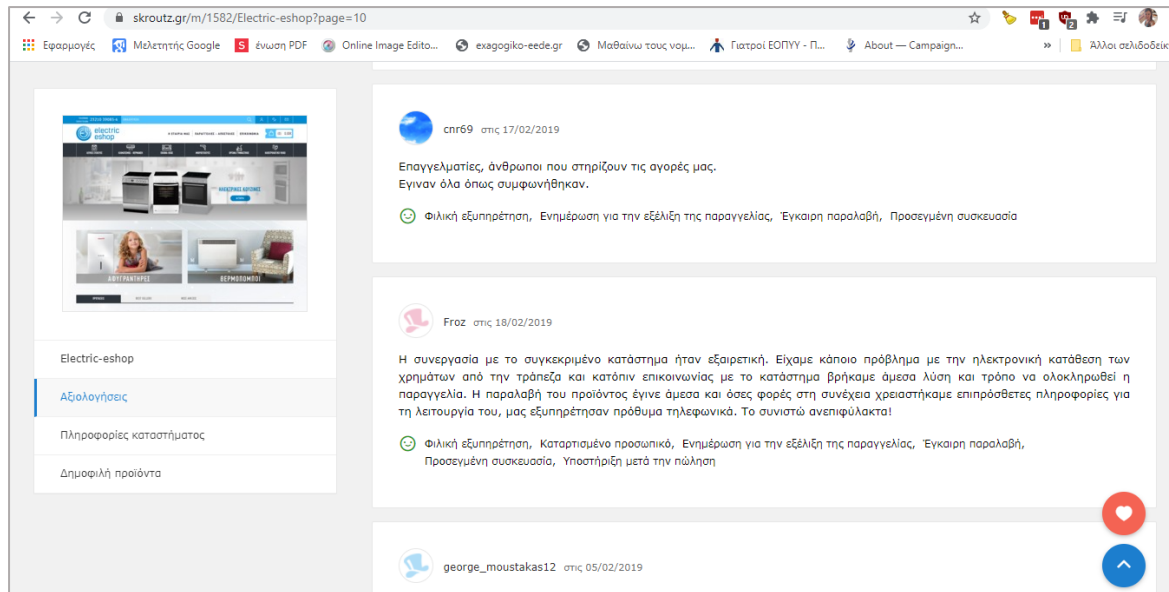 skroutz.gr/m/1582/Electric-eshop?page=10
1
2
Εφαρμογές Μελετητής Google S ένωση PDF Online Image Edito... exagogiko-eede.gr Μαθαίνω τους νομ... Γιατροί ΕΟΠΥΥ - Π... About — Campaign... » Άλλοι σελιδοδείκ
electric
eshop
ΑΦΥΓΡΑΝΤΗΡΕΣ
ΘΕΡΜΟΠΟΜΠΟΙ
Electric-eshop
Αξιολογήσεις
Πληροφορίες καταστήματος
Δημοφιλή προϊόντα
cnr69 στις 17/02/2019
Επαγγελματίες, άνθρωποι που στηρίζουν τις αγορές μας.
Εγιναν όλα όπως συμφωνήθηκαν.
Φιλική εξυπηρέτηση, Ενημέρωση για την εξέλιξη της παραγγελίας, Έγκαιρη παραλαβή, Προσεγμένη συσκευασία
Froz στις 18/02/2019
Η συνεργασία με το συγκεκριμένο κατάστημα ήταν εξαιρετική. Είχαμε κάποιο πρόβλημα με την ηλεκτρονική κατάθεση των
χρημάτων από την τράπεζα και κατόπιν επικοινωνίας με το κατάστημα βρήκαμε άμεσα λύση και τρόπο να ολοκληρωθεί η
παραγγελία. Η παραλαβή του προϊόντος έγινε άμεσα και όσες φορές στη συνέχεια χρειαστήκαμε επιπρόσθετες πληροφορίες για
τη λειτουργία του, μας εξυπηρέτησαν πρόθυμα τηλεφωνικά. Το συνιστώ ανεπιφύλακτα!
Φιλική εξυπηρέτηση, Καταρτισμένο προσωπικό, Ενημέρωση για την εξέλιξη της παραγγελίας, Έγκαιρη παραλαβή,
Προσεγμένη συσκευασία, Υποστήριξη μετά την πώληση
george_moustakas12 στις 05/02/2019